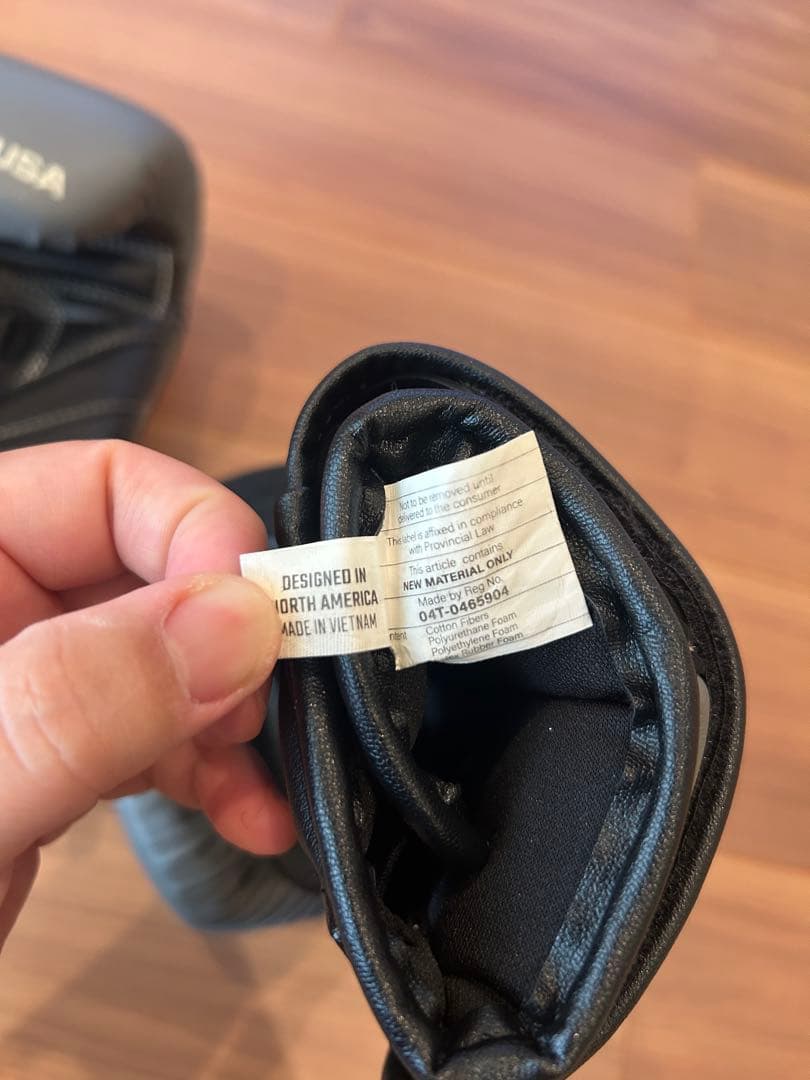 USA
DESIGNED IN
NORTH AMERICA
MADE IN VIETNAM
Not to be removed until
delivered to the consumer
This label is affixed in compliance
with Provincial Law
This article contains
NEW MATERIAL ONLY
Made by Reg No.
04T-0465904
Cotton Fibers
Polyurethane Foam
Polyethylene Foam
Rubber Foam